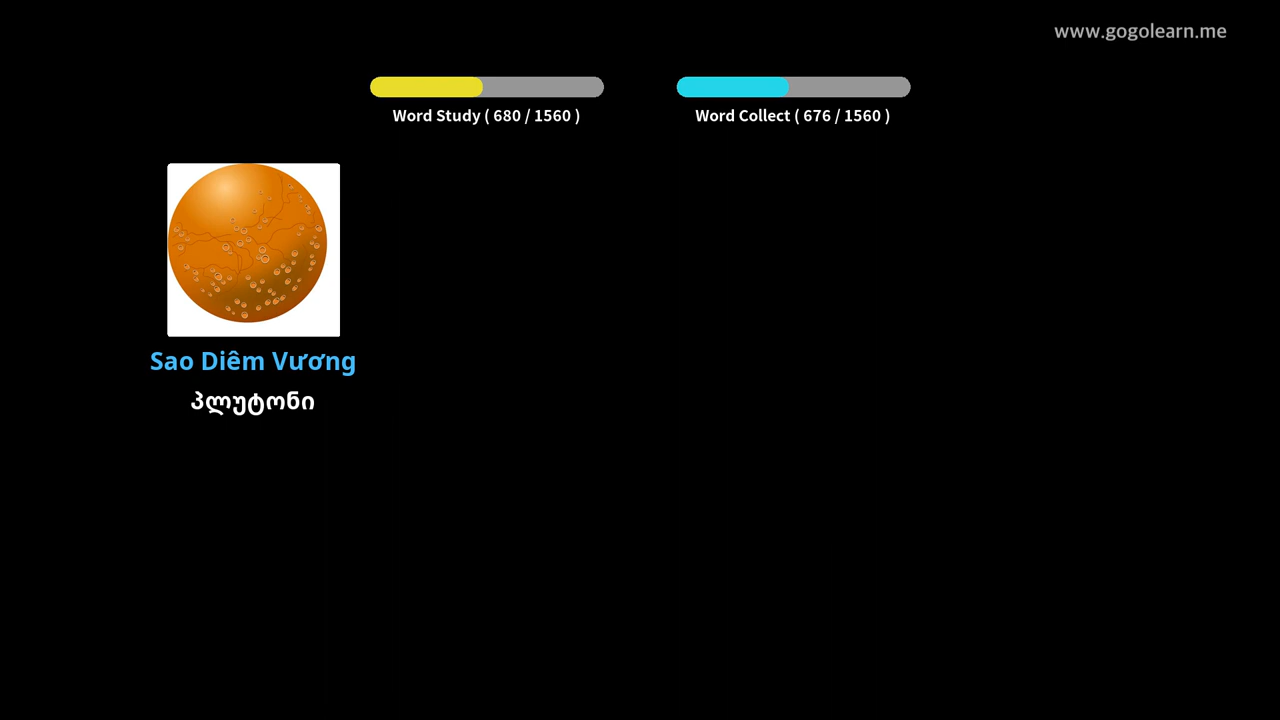 www.gogolearn.me
Word Study ( 680 / 1560 )
Word Collect ( 676 / 1560 )
Sao Diêm Vương
პლუტონი